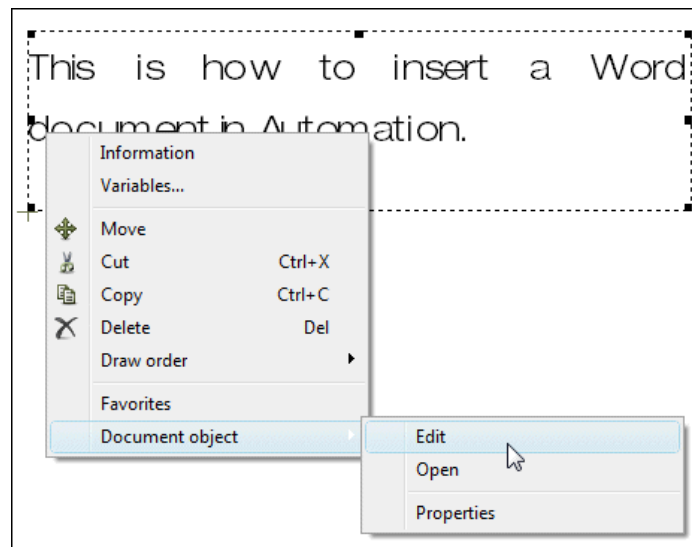 This is how to insert a Word
document in Automation.
Information
Variables...
Move
Cut Ctrl+X
Copy Ctrl+C
Delete Del
Draw order
Favorites
Document object
Edit
Open
Properties